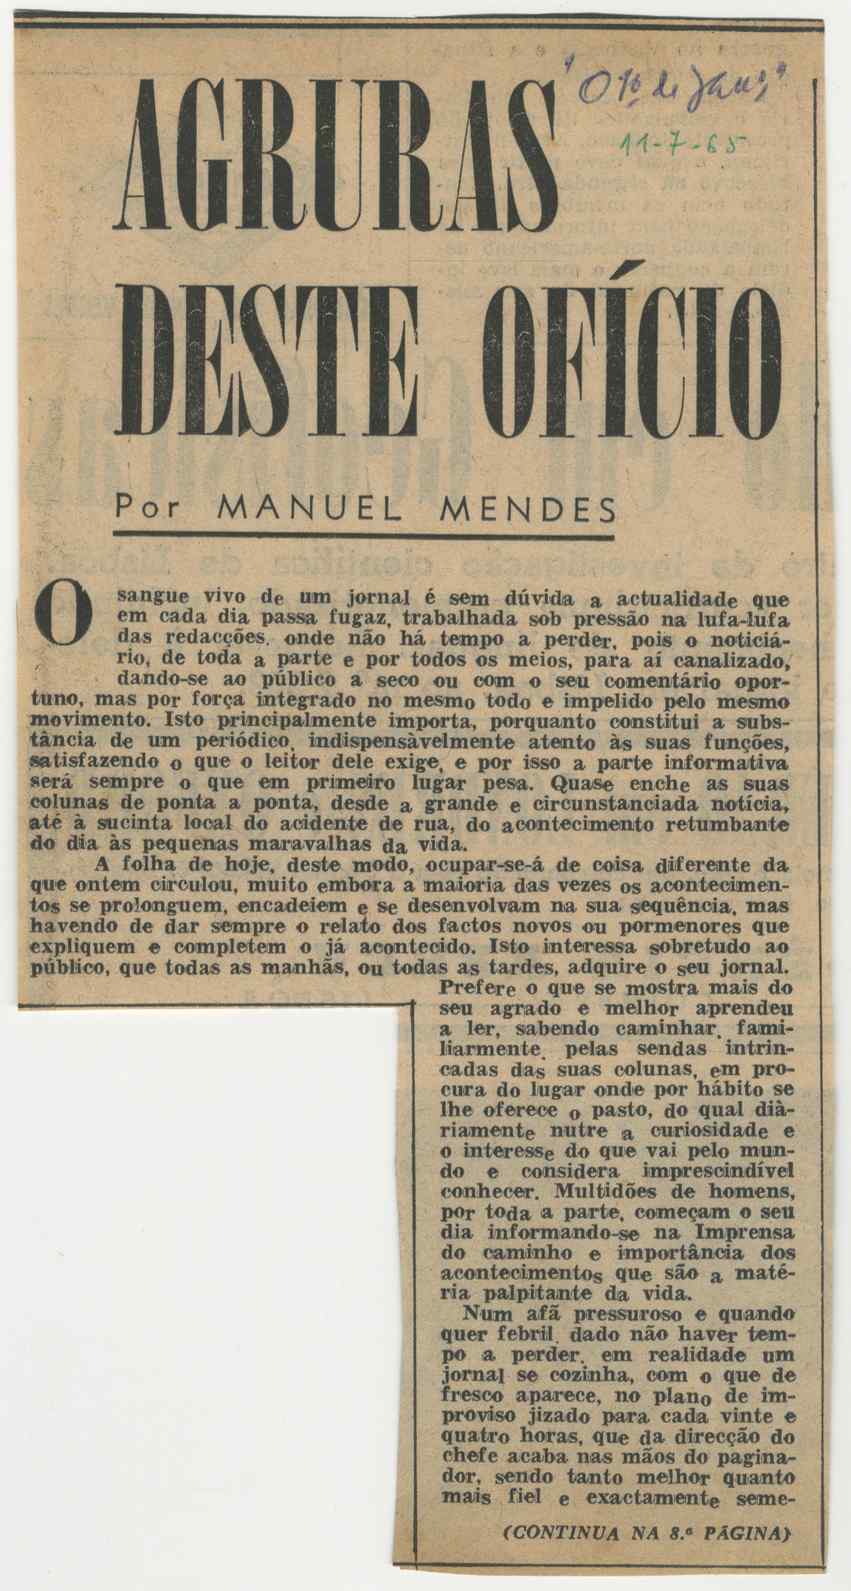 "O 1º de Jan."
11-7-65
AGRURAS
DESTE OFÍCIO
Por MANUEL MENDES
O sangue vivo de um jornal é sem dúvida a actualidade que
em cada dia passa fugaz, trabalhada sob pressão na lufa-lufa
das redacções, onde não há tempo a perder, pois o noticiá-
rio, de toda a parte e por todos os meios, para aí canalizado,
dando-se ao público a seco ou com o seu comentário opor-
tuno, mas por força integrado no mesmo todo e impelido pelo mesmo
movimento. Isto principalmente importa, porquanto constitui a subs-
tância de um periódico, indispensàvelmente atento às suas funções,
satisfazendo o que o leitor dele exige, e por isso a parte informativa
será sempre o que em primeiro lugar pesa. Quase enche as suas
colunas de ponta a ponta, desde a grande e circunstanciada notícia,
até à sucinta local do acidente de rua, do acontecimento retumbante
do dia às pequenas maravalhas da vida.
A folha de hoje, deste modo, ocupar-se-á de coisa diferente da
que ontem circulou, muito embora a maioria das vezes os acontecimen-
tos se prolonguem, encadeiem e se desenvolvam na sua sequência, mas
havendo de dar sempre o relato dos factos novos ou pormenores que
expliquem e completem o já acontecido. Isto interessa sobretudo ao
público, que todas as manhãs, ou todas as tardes, adquire o seu jornal.
Prefere o que se mostra mais do
seu agrado e melhor aprendeu
a ler, sabendo caminhar, fami-
liarmente, pelas sendas intrin-
cadas das suas colunas, em pro-
cura do lugar onde por hábito se
lhe oferece o pasto, do qual dià-
riamente nutre a curiosidade e
o interesse do que vai pelo mun-
do e considera imprescindível
conhecer. Multidões de homens,
por toda a parte, começam o seu
dia informando-se na Imprensa
do caminho e importância dos
acontecimentos que são a maté-
ria palpitante da vida.
Num afã pressuroso e quando
quer febril, dado não haver tem-
po a perder, em realidade um
jornal se cozinha, com o que de
fresco aparece, no plano de im-
proviso jizado para cada vinte e
quatro horas, que da direcção do
chefe acaba nas mãos do pagina-
dor, sendo tanto melhor quanto
mais fiel e exactamente seme-
(CONTINUA NA 8.ª PÁGINA)